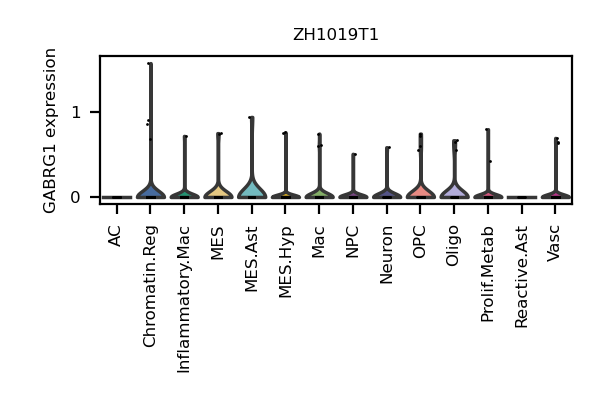 ZH1019T1
GABRG1 expression
1
0
AC
Chromatin.Reg
Inflammatory.Mac
MES
MES.Ast
MES.Hyp
Mac
NPC
Neuron
OPC
Oligo
Prolif.Metab
Reactive.Ast
Vasc